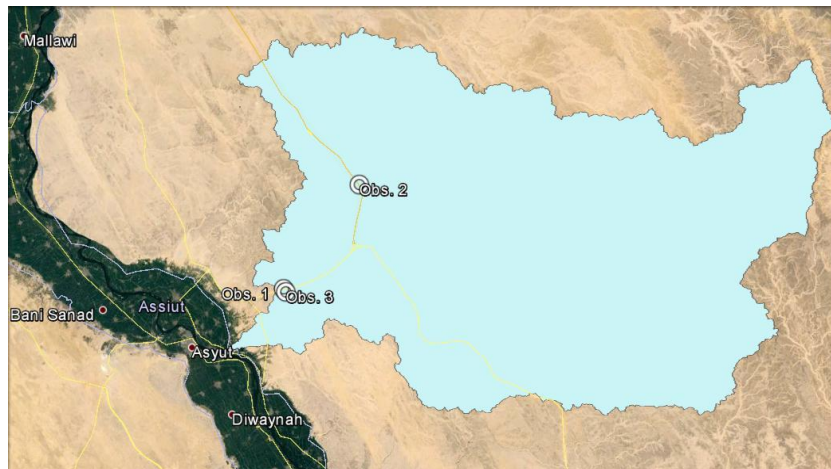 Mallawi
Obs. 2
Obs. 1
Obs. 3
Assiut
Bani Sanad
Asyut
Diwaynah